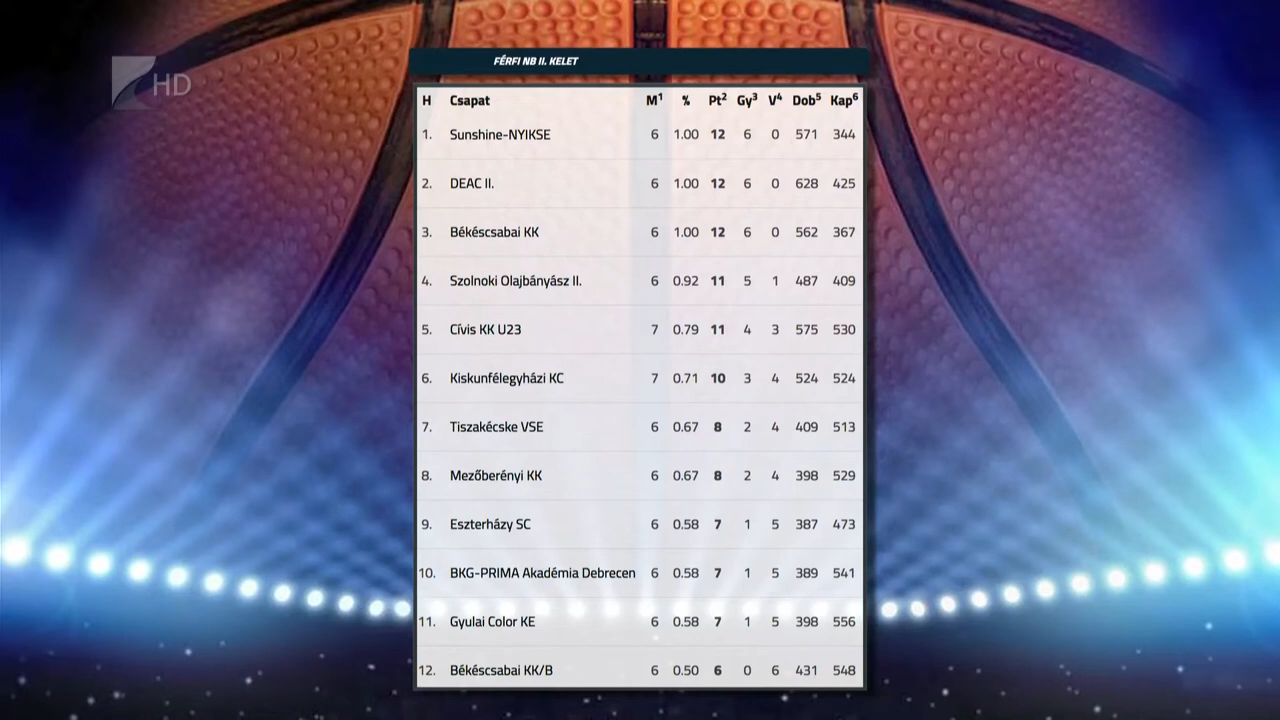 HD
FÉRFI NB II. KELET
H Csapat M¹ % Pt² Gy³ V⁴ Dob⁵ Kap⁶
1. Sunshine-NYIKSE 6 1.00 12 6 0 571 344
2. DEAC II. 6 1.00 12 6 0 628 425
3. Békéscsabai KK 6 1.00 12 6 0 562 367
4. Szolnoki Olajbányász II. 6 0.92 11 5 1 487 409
5. Cívis KK U23 7 0.79 11 4 3 575 530
6. Kiskunfélegyházi KC 7 0.71 10 3 4 524 524
7. Tiszakécske VSE 6 0.67 8 2 4 409 513
8. Mezőberényi KK 6 0.67 8 2 4 398 529
9. Eszterházy SC 6 0.58 7 1 5 387 473
10. BKG-PRIMA Akadémia Debrecen 6 0.58 7 1 5 389 541
11. Gyulai Color KE 6 0.58 7 1 5 398 556
12. Békéscsabai KK/B 6 0.50 6 0 6 431 548